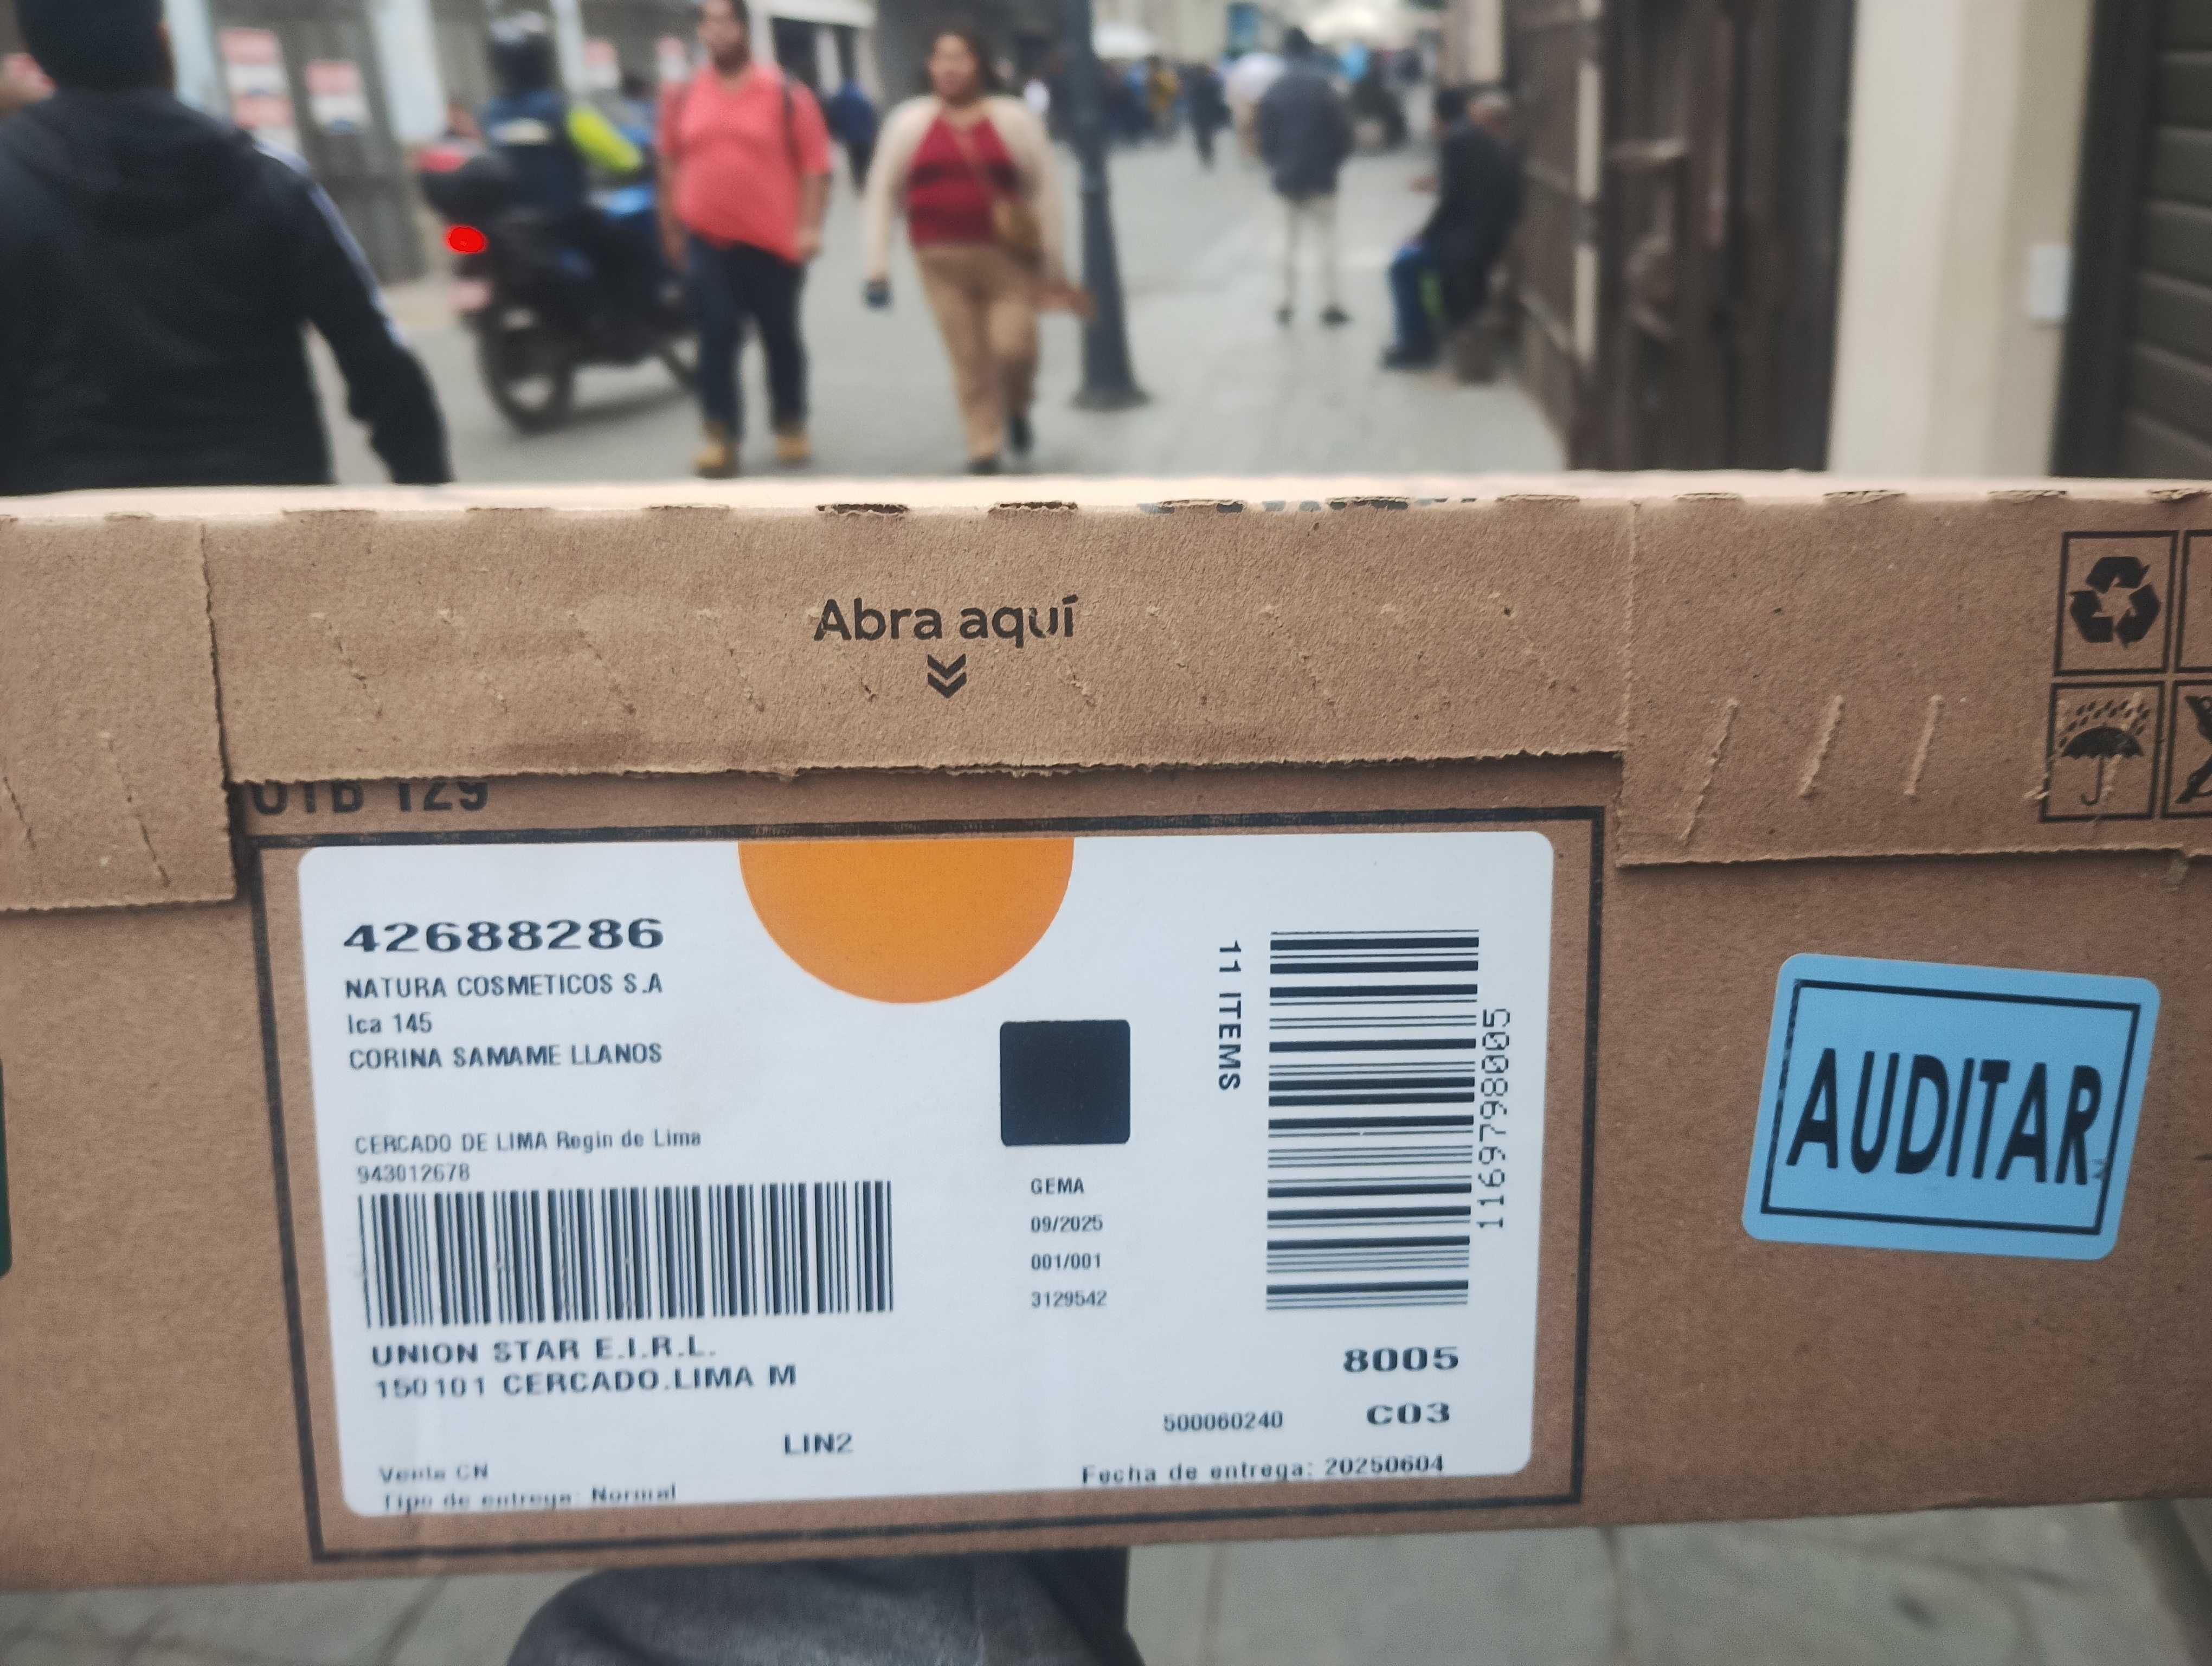 Abra aquí
42688286
NATURA COSMETICOS S.A
Ica 145
CORINA SAMAME LLANOS
CERCADO DE LIMA Regin de Lima
943012678
UNION STAR E.I.R.L.
150101 CERCADO.LIMA M
LIN2
Venta CN
Tipo de entrega: Normal
GEMA
09/2025
001/001
3129542
11 ITEMS
1169798005
8005
500060240 C03
Fecha de entrega: 20250604
AUDITAR